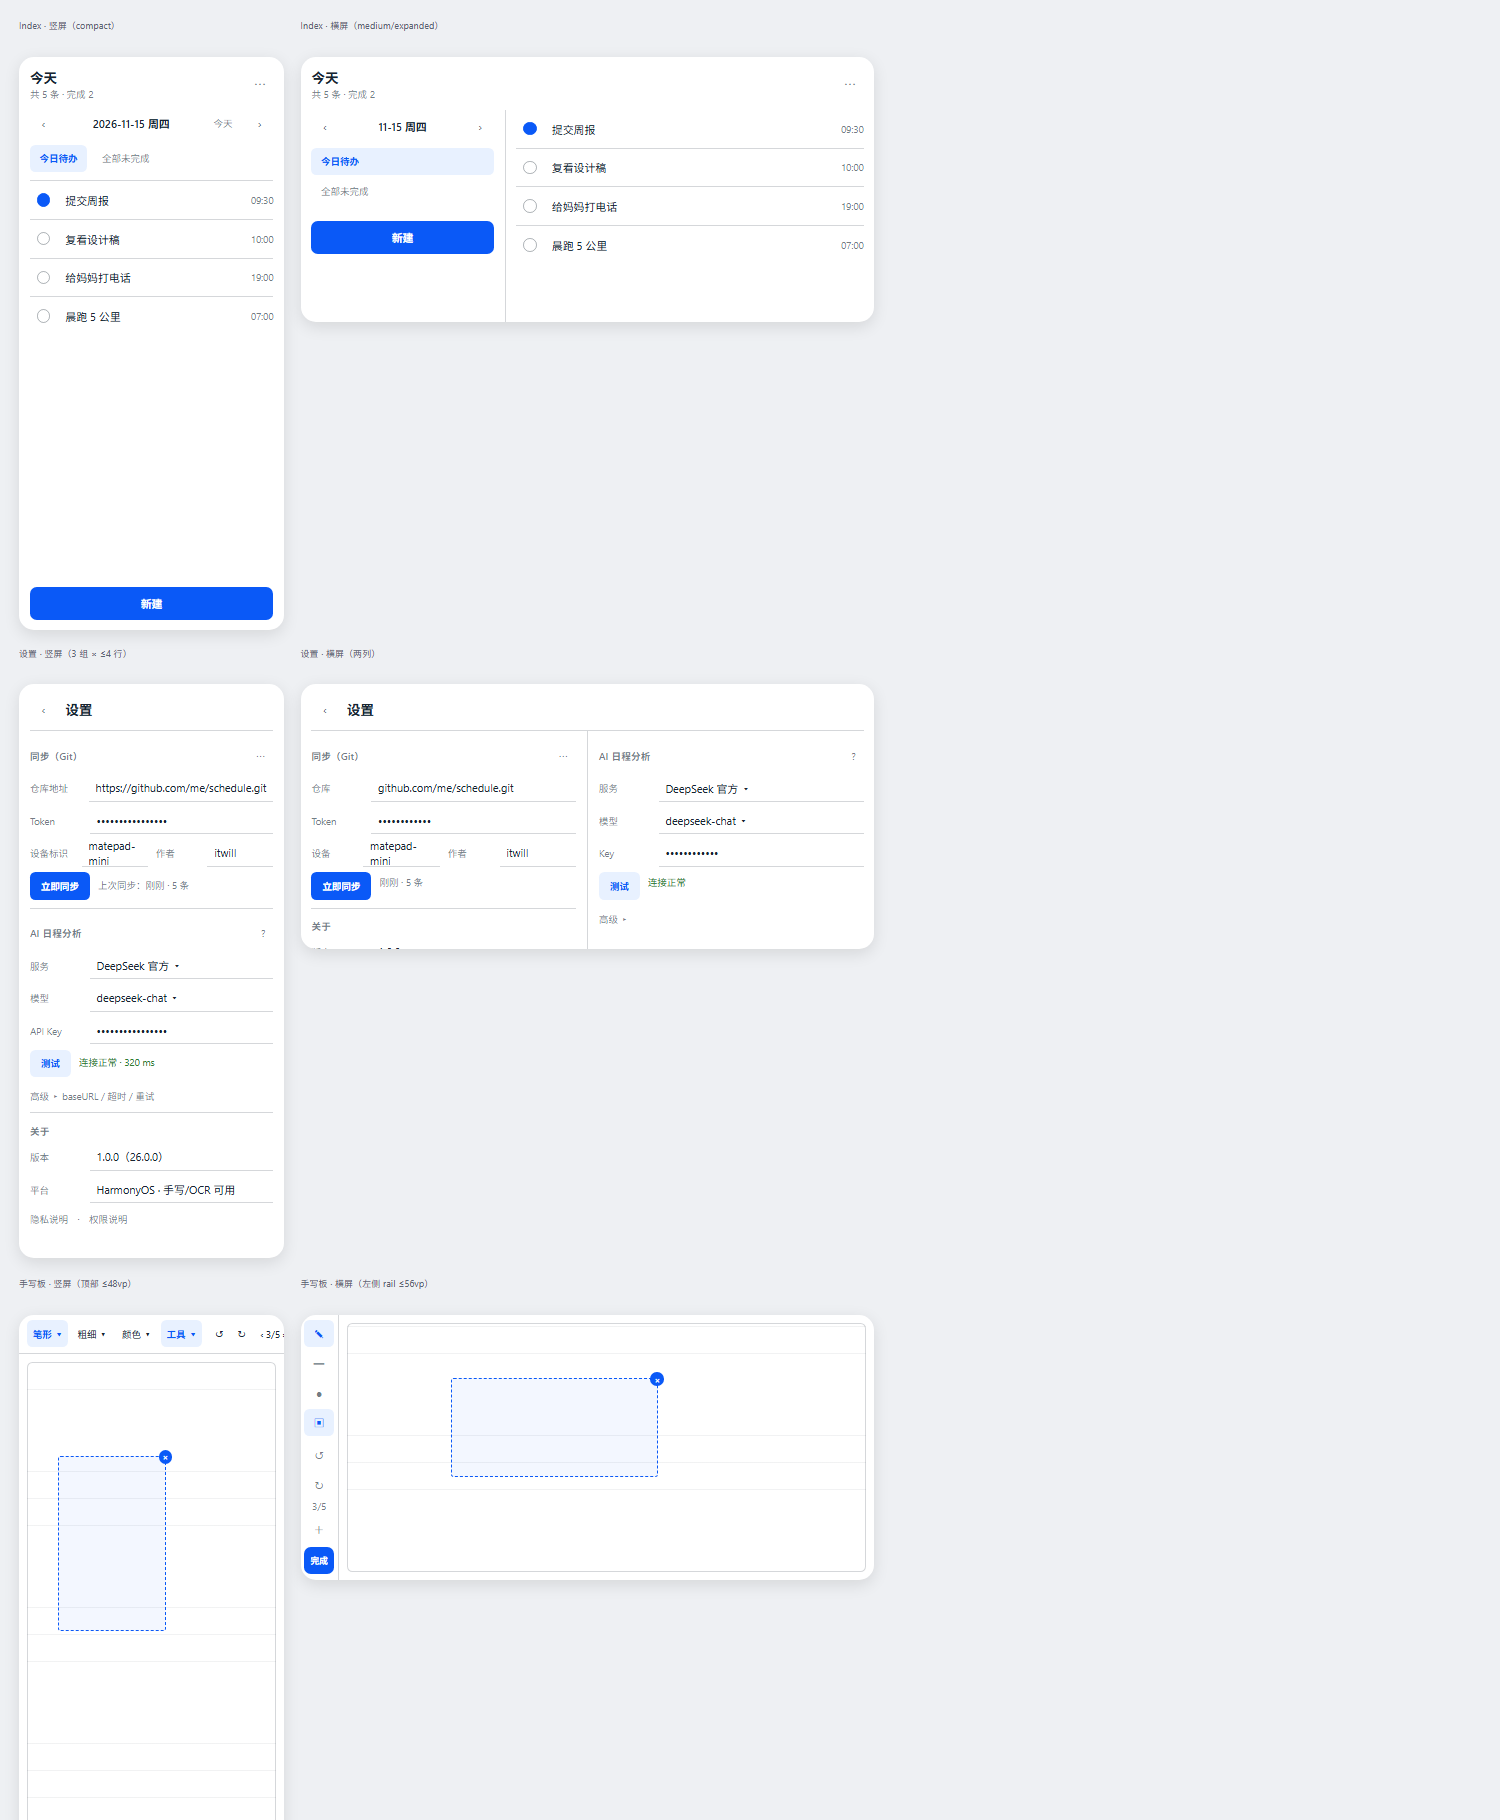 Index · 竖屏（compact）
今天
共 5 条 · 完成 2
···
‹ 2026-11-15 周四 今天 ›
今日待办 全部未完成
提交周报 09:30
复看设计稿 10:00
给妈妈打电话 19:00
晨跑 5 公里 07:00
新建
Index · 横屏（medium/expanded）
今天
共 5 条 · 完成 2
···
‹ 11-15 周四 ›
今日待办
全部未完成
新建
提交周报 09:30
复看设计稿 10:00
给妈妈打电话 19:00
晨跑 5 公里 07:00
设置 · 竖屏（3 组 × ≤4 行）
‹ 设置
同步（Git） ···
仓库地址 https://github.com/me/schedule.git
Token ••••••••••••••••
设备标识 matepad-mini 作者 itwill
立即同步 上次同步：刚刚 · 5 条
AI 日程分析 ?
服务 DeepSeek 官方 ▾
模型 deepseek-chat ▾
API Key ••••••••••••••••
测试 连接正常 · 320 ms
高级 ▸ baseURL / 超时 / 重试
关于
版本 1.0.0（26.0.0）
平台 HarmonyOS · 手写/OCR 可用
隐私说明 · 权限说明
设置 · 横屏（两列）
‹ 设置
同步（Git） ···
仓库 github.com/me/schedule.git
Token ••••••••••••
设备 matepad-mini 作者 itwill
立即同步 刚刚 · 5 条
关于
AI 日程分析 ?
服务 DeepSeek 官方 ▾
模型 deepseek-chat ▾
Key ••••••••••••
测试 连接正常
高级 ▸
手写板 · 竖屏（顶部 ≤48vp）
笔形 ▾ 粗细 ▾ 颜色 ▾ 工具 ▾ ↺ ↻ ‹ 3/5
×
手写板 · 横屏（左侧 rail ≤56vp）
↺
↻
3/5
＋
完成
×